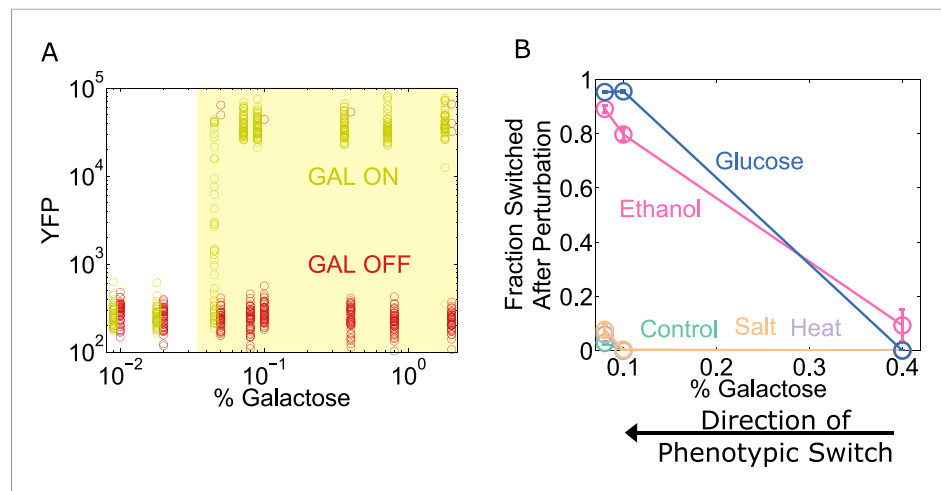 A
YFP
10^5
10^4
10^3
10^2
GAL ON
GAL OFF
10^-2
10^-1
10^0
% Galactose
B
Fraction Switched
After Perturbation
1
0.8
0.6
0.4
0.2
0
Glucose
Ethanol
Control Salt Heat
0.1 0.2 0.3 0.4
% Galactose
Direction of
Phenotypic Switch